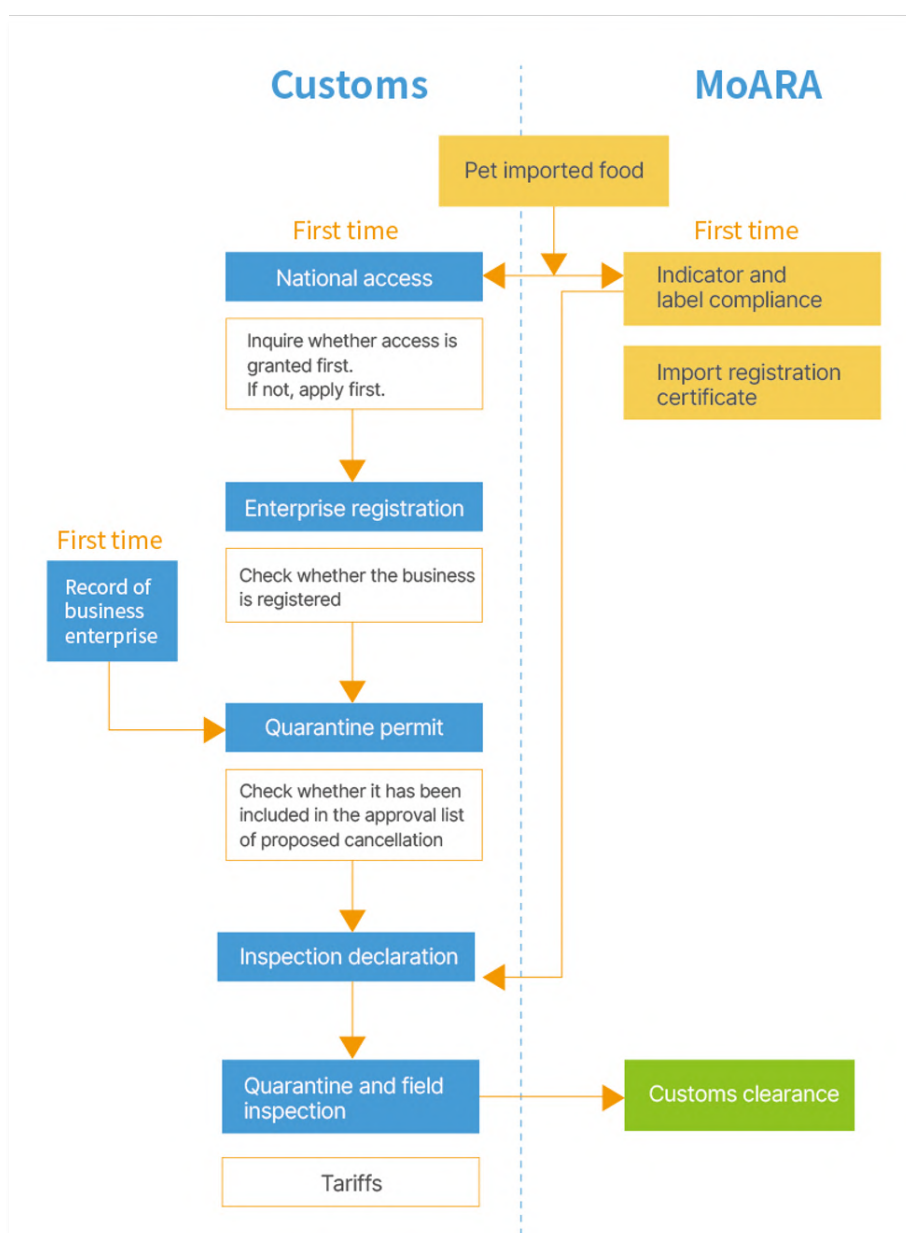 Customs
MoARA
Pet imported food
First time
First time
National access
Indicator and
label compliance
Inquire whether access is
granted first.
If not, apply first.
Import registration
certificate
Enterprise registration
First time
Record of
business
enterprise
Check whether the business
is registered
Quarantine permit
Check whether it has been
included in the approval list
of proposed cancellation
Inspection declaration
Quarantine and field
inspection
Customs clearance
Tariffs